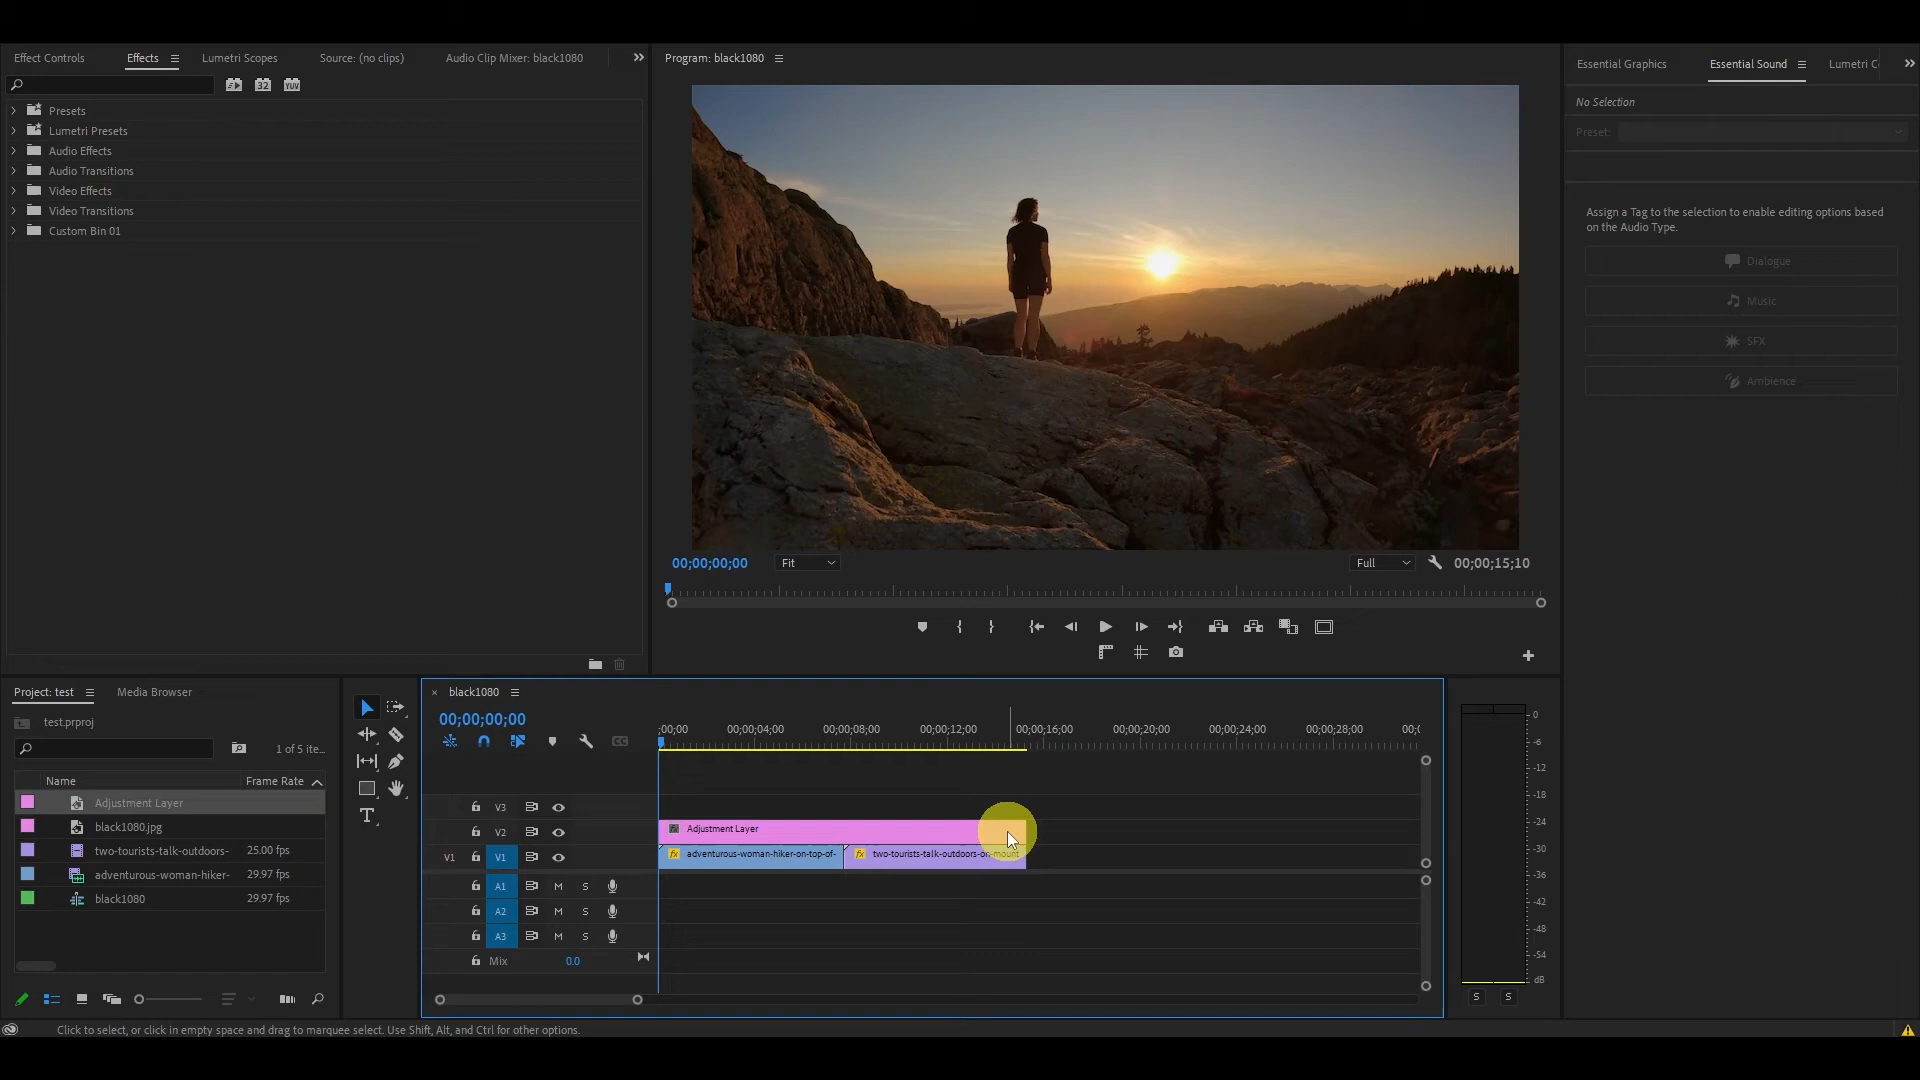 Effect Controls
Effects
Lumetri Scopes
Source: (no clips)
Audio Clip Mixer: black1080
32
YUV
Presets
Lumetri Presets
Audio Effects
Audio Transitions
Video Effects
Video Transitions
Custom Bin 01
Program: black1080
00;00;00;00
Fit
Full
00;00;15;10
Essential Graphics
Essential Sound
Lumetri C
No Selection
Preset:
Assign a Tag to the selection to enable editing options based
on the Audio Type.
Dialogue
Music
SFX
Ambience
Project: test
Media Browser
test.prproj
1 of 5 ite...
Name
Frame Rate
Adjustment Layer
black1080.jpg
two-tourists-talk-outdoors-
25.00 fps
adventurous-woman-hiker-
29.97 fps
black1080
29.97 fps
T
black1080
00;00;00;00
;00;00
00;00;04;00
00;00;08;00
00;00;12;00
00;00;16;00
00;00;20;00
00;00;24;00
00;00;28;00
00;
V3
V2
Adjustment Layer
V1
V1
fx
adventurous-woman-hiker-on-top-of-
fx
two-tourists-talk-outdoors-on-mount
A1
M
S
A2
M
S
A3
M
S
Mix
0.0
0
-6
-12
-18
-24
-30
-36
-42
-48
-54
dB
S
S
Click to select, or click in empty space and drag to marquee select. Use Shift, Alt, and Ctrl for other options.